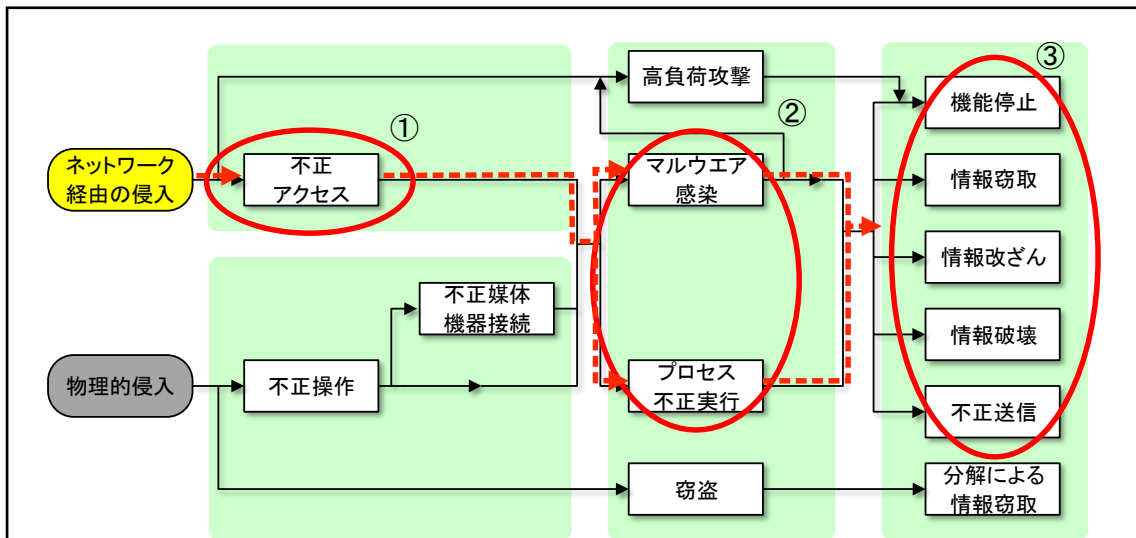 高負荷攻撃
③
機能停止
①
②
ネットワーク
経由の侵入
不正
アクセス
マルウエア
感染
情報窃取
情報改ざん
不正媒体
機器接続
情報破壊
物理的侵入
不正操作
プロセス
不正実行
不正送信
窃盗
分解による
情報窃取